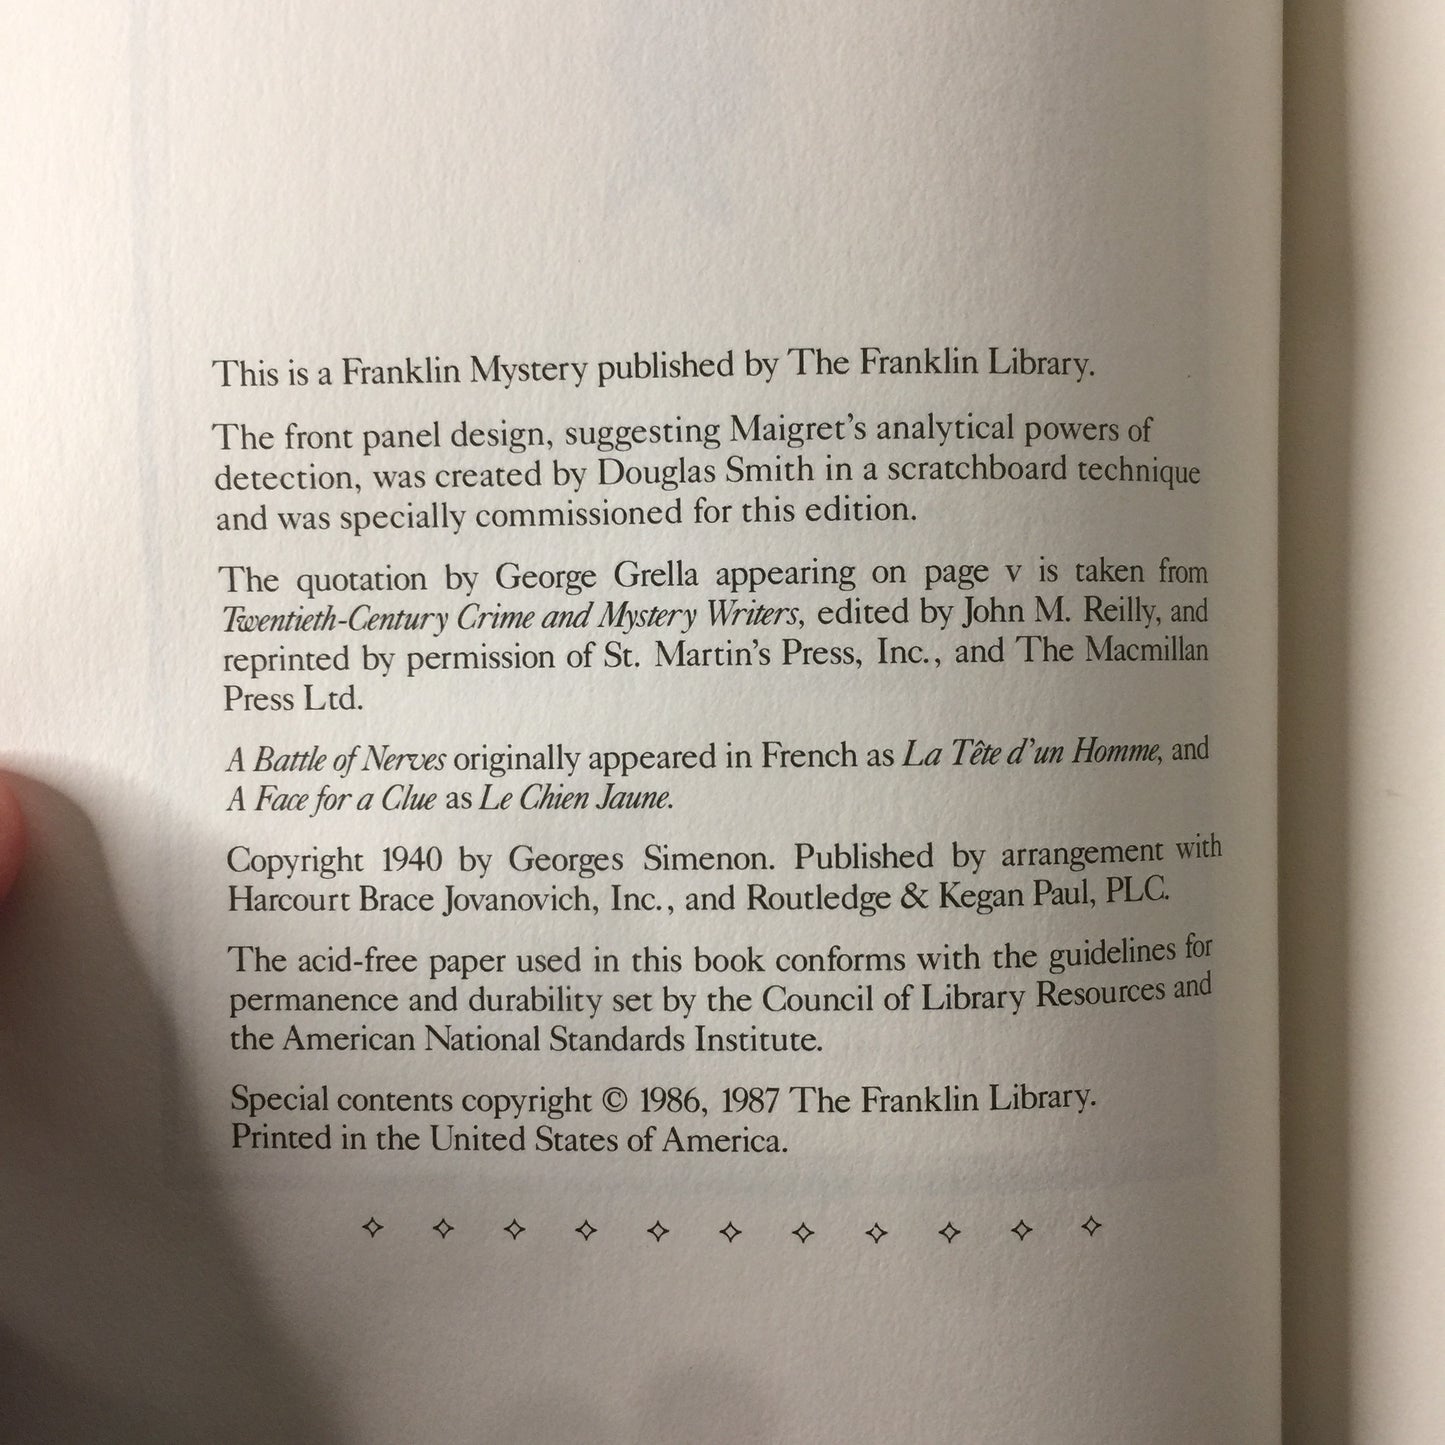 This is a Franklin Mystery published by The Franklin Library.
The front panel design, suggesting Maigret's analytical powers of
detection, was created by Douglas Smith in a scratchboard technique
and was specially commissioned for this edition.
The quotation by George Grella appearing on page v is taken from
Twentieth-Century Crime and Mystery Writers, edited by John M. Reilly, and
reprinted by permission of St. Martin's Press, Inc., and The Macmillan
Press Ltd.
A Battle of Nerves originally appeared in French as La Tête d'un Homme, and
A Face for a Clue as Le Chien Jaune.
Copyright 1940 by Georges Simenon. Published by arrangement with
Harcourt Brace Jovanovich, Inc., and Routledge & Kegan Paul, PLC.
The acid-free paper used in this book conforms with the guidelines for
permanence and durability set by the Council of Library Resources and
the American National Standards Institute.
Special contents copyright © 1986, 1987 The Franklin Library.
Printed in the United States of America.